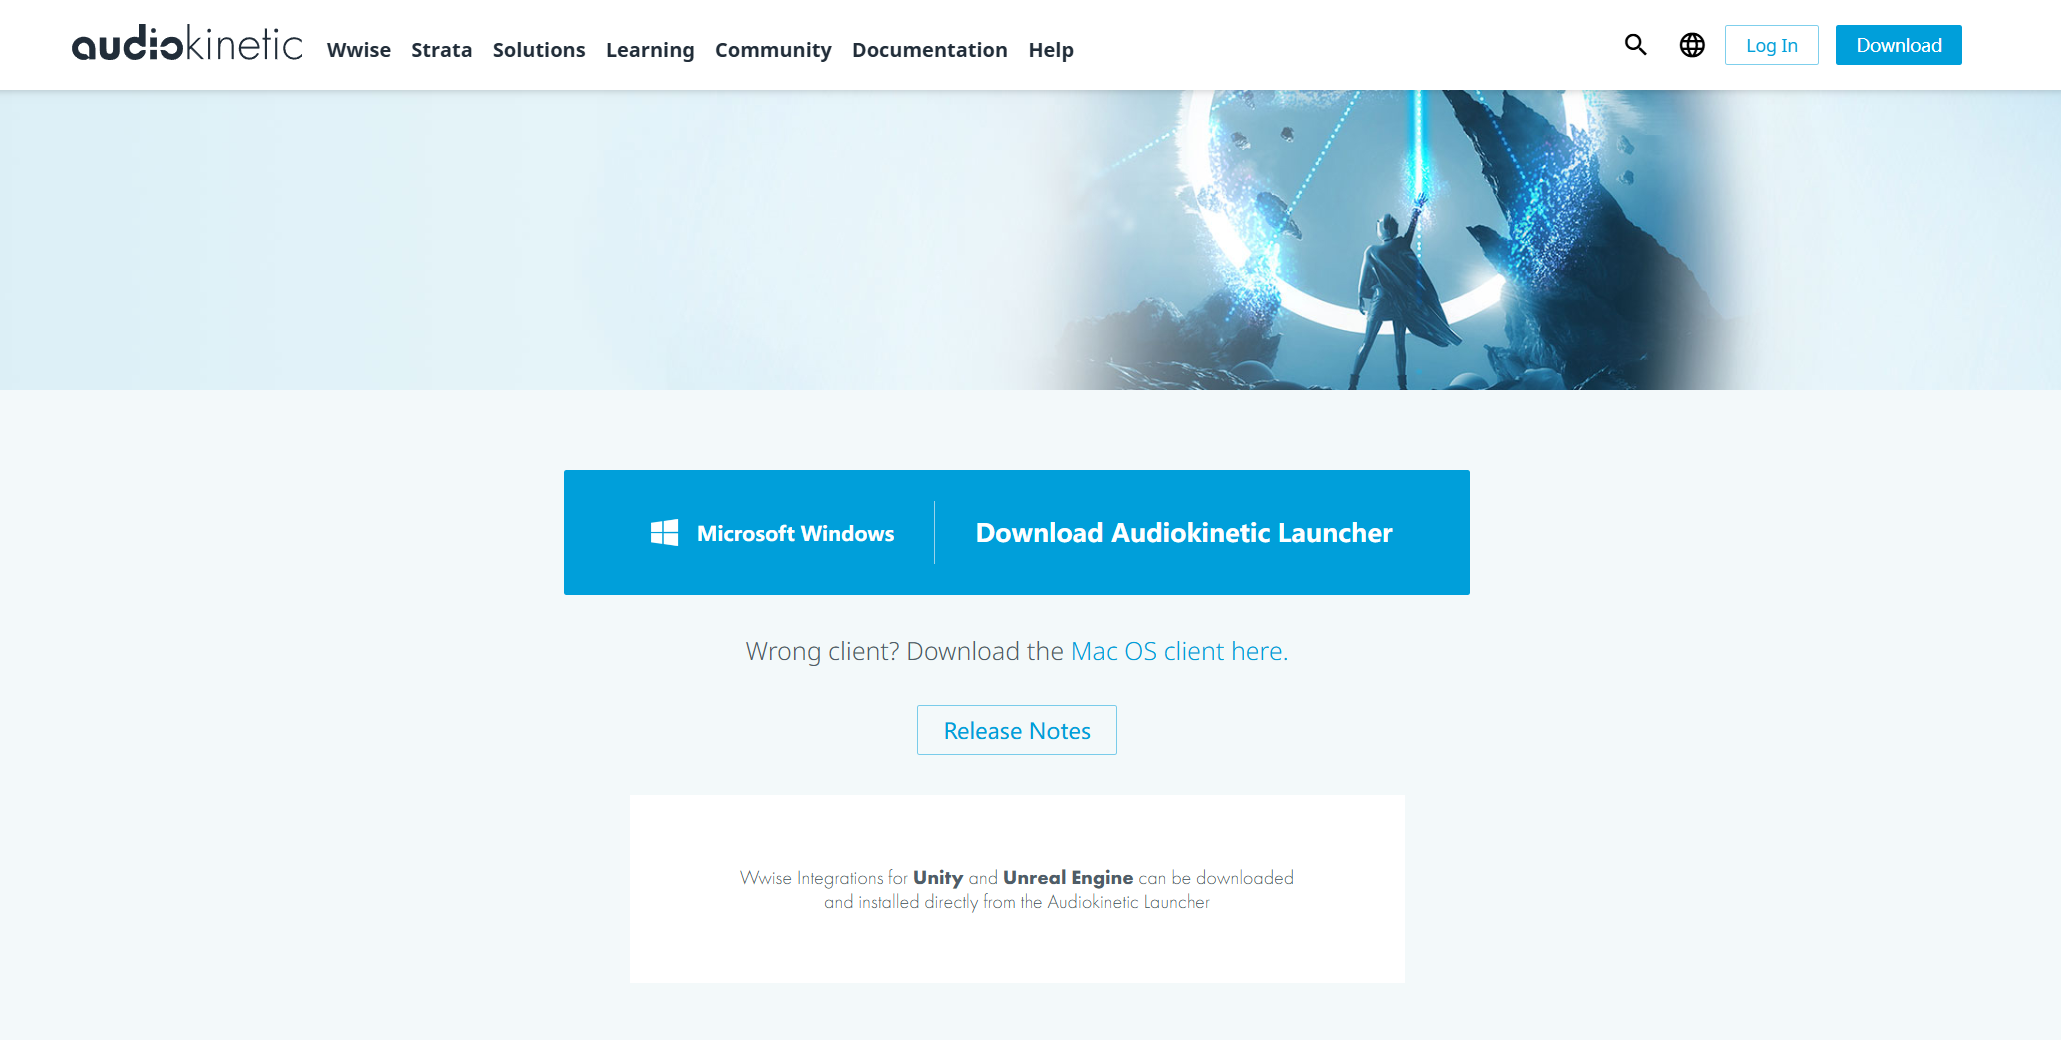 audiokinetic Wwise Strata Solutions Learning Community Documentation Help Log In Download
Microsoft Windows Download Audiokinetic Launcher
Wrong client? Download the Mac OS client here.
Release Notes
Wwise Integrations for Unity and Unreal Engine can be downloaded
and installed directly from the Audiokinetic Launcher